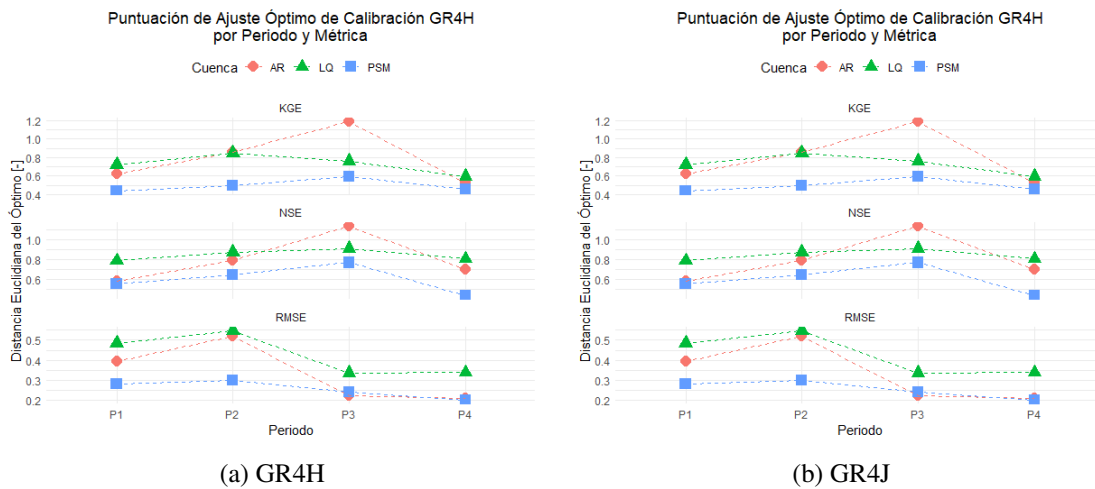 Puntuación de Ajuste Óptimo de Calibración GR4H
por Periodo y Métrica
Cuenca AR LQ PSM
Distancia Euclidiana del Óptimo [-]
KGE
1.2
1.0
0.8
0.6
0.4
NSE
1.0
0.8
0.6
RMSE
0.5
0.4
0.3
0.2
P1 P2 P3 P4
Periodo
(a) GR4H
Puntuación de Ajuste Óptimo de Calibración GR4H
por Periodo y Métrica
Cuenca AR LQ PSM
Distancia Euclidiana del Óptimo [-]
KGE
1.2
1.0
0.8
0.6
0.4
NSE
1.0
0.8
0.6
RMSE
0.5
0.4
0.3
0.2
P1 P2 P3 P4
Periodo
(b) GR4J